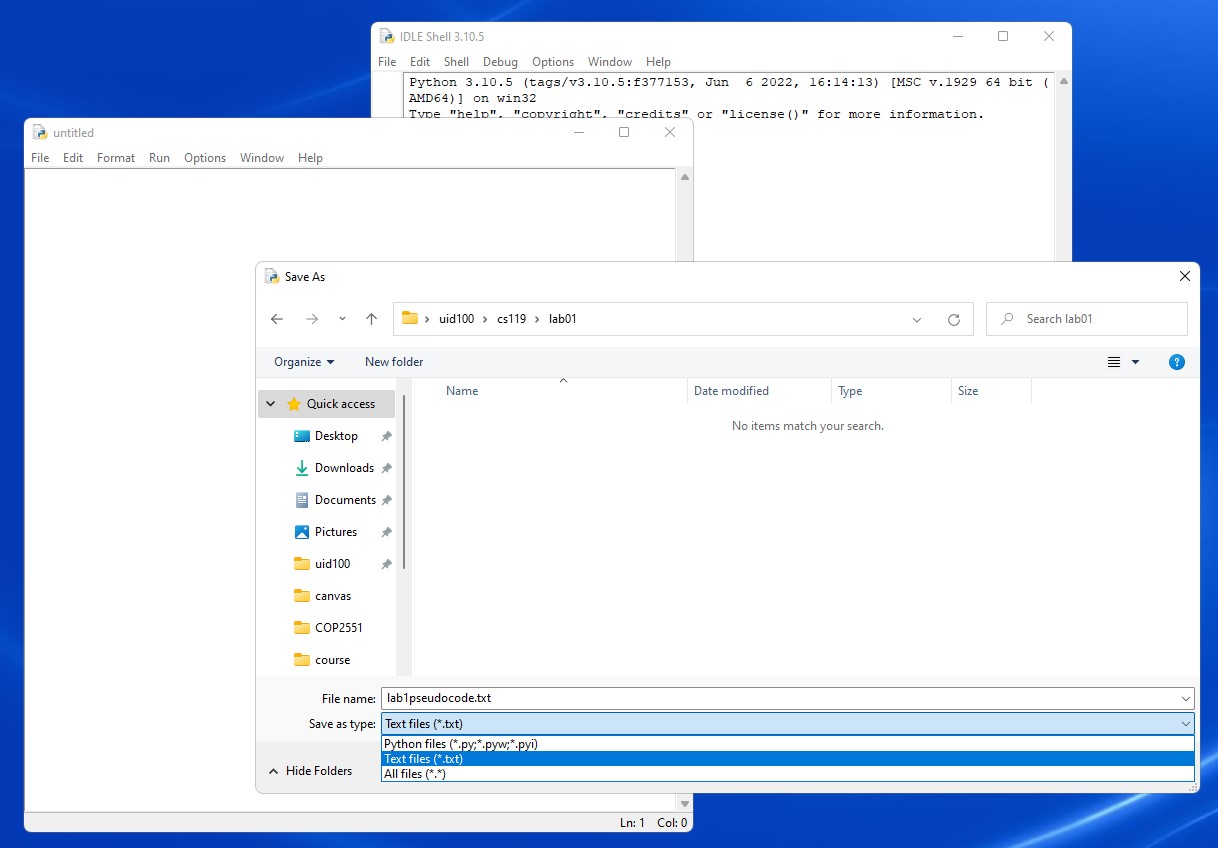 IDLE Shell 3.10.5
File Edit Shell Debug Options Window Help
Python 3.10.5 (tags/v3.10.5:f377153, Jun  6 2022, 16:14:13) [MSC v.1929 64 bit (
AMD64)] on win32
Type "help", "copyright", "credits" or "license()" for more information.
untitled
File Edit Format Run Options Window Help
Save As
uid100 › cs119 › lab01
Search lab01
Organize
New folder
Name Date modified Type Size
No items match your search.
Quick access
Desktop
Downloads
Documents
Pictures
uid100
canvas
COP2551
course
File name: lab1pseudocode.txt
Save as type: Text files (*.txt)
Python files (*.py;*.pyw;*.pyi)
Text files (*.txt)
All files (*.*)
Hide Folders
Ln: 1 Col: 0